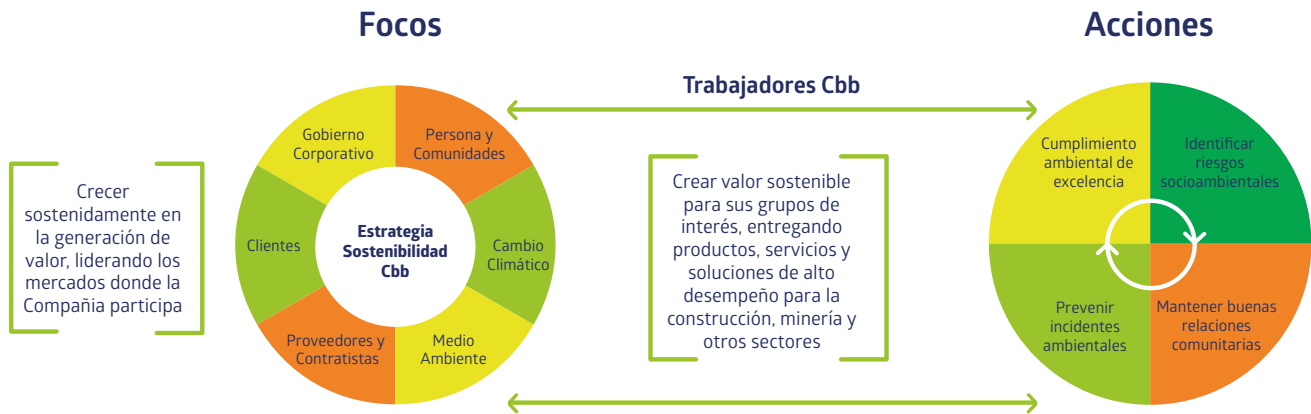 Focos
Acciones
Trabajadores Cbb
Crecer
sostenidamente en
la generación de
valor, liderando los
mercados donde la
Compañia participa
Gobierno
Corporativo
Persona y
Comunidades
Clientes
Estrategia
Sostenibilidad
Cbb
Cambio
Climático
Proveedores y
Contratistas
Medio
Ambiente
Crear valor sostenible
para sus grupos de
interés, entregando
productos, servicios y
soluciones de alto
desempeño para la
construcción, minería y
otros sectores
Cumplimiento
ambiental de
excelencia
Identificar
riesgos
socioambientales
Prevenir
incidentes
ambientales
Mantener buenas
relaciones
comunitarias